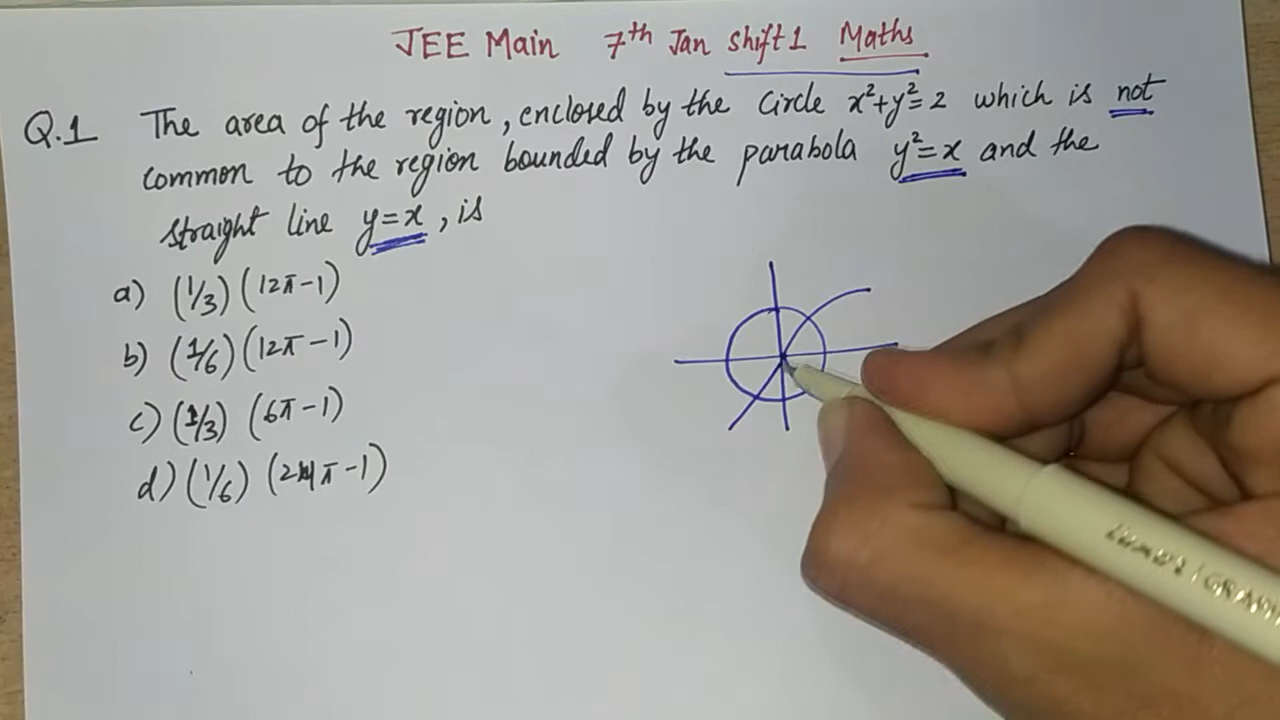 JEE Main 7th Jan Shift 1 Maths
Q.1 The area of the region, enclosed by the circle x²+y²=2 which is not
common to the region bounded by the parabola y²=x and the
straight line y=x, is
a) (1/3) (12π-1)
b) (1/6) (12π-1)
c) (1/3) (6π-1)
d) (1/6) (24π-1)